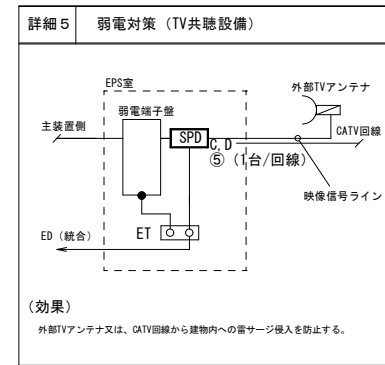 詳細５　弱電対策（TV共聴設備）
EPS室
外部TVアンテナ
弱電端子盤
主装置側
SPD
CATV回線
C,D
⑤（1台/回線）
映像信号ライン
ET
ED（統合）
(効果)
外部TVアンテナ又は、CATV回線から建物内への雷サージ侵入を防止する。